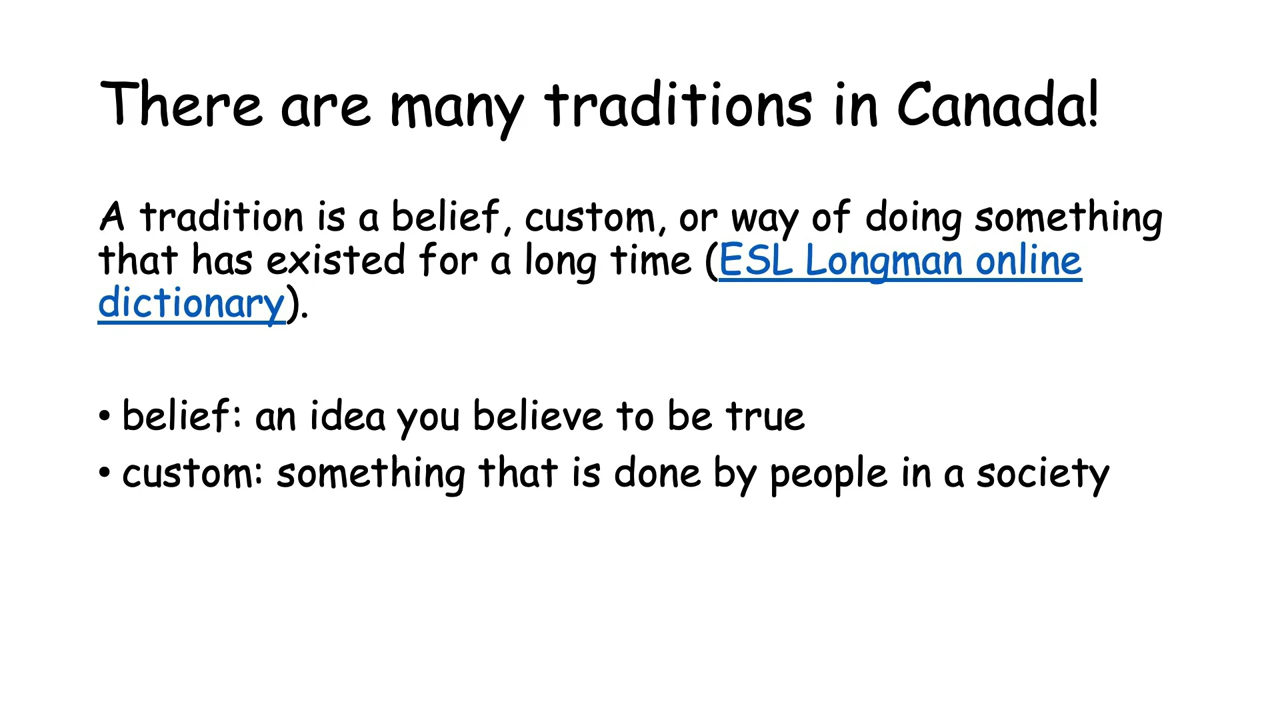 There are many traditions in Canada!
A tradition is a belief, custom, or way of doing something
that has existed for a long time (ESL Longman online
dictionary).
• belief: an idea you believe to be true
• custom: something that is done by people in a society